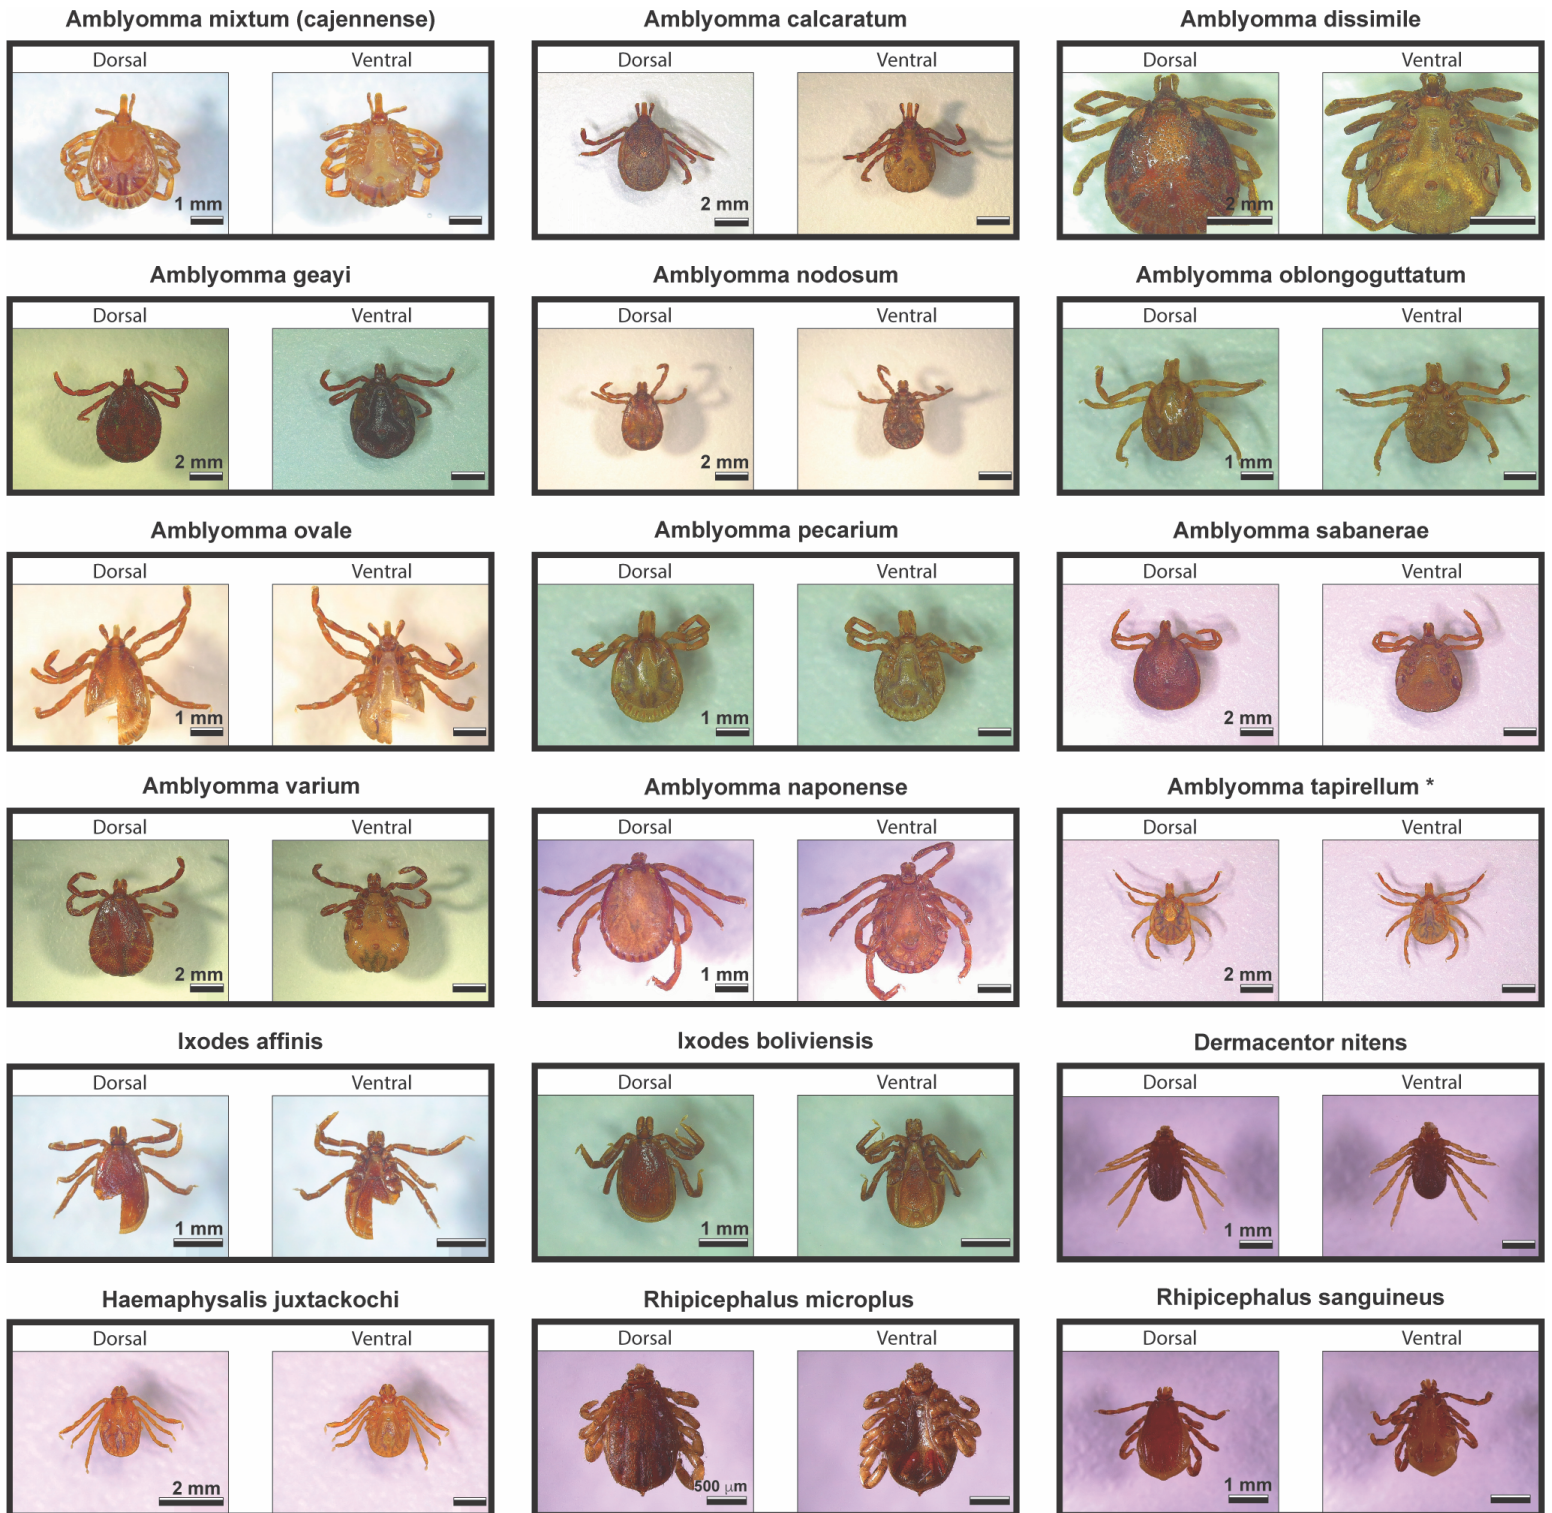 Amblyomma mixtum (cajennense)
Dorsal
Ventral
1 mm
Amblyomma calcaratum
Dorsal
Ventral
2 mm
Amblyomma dissimile
Dorsal
Ventral
2 mm
Amblyomma geayi
Dorsal
Ventral
2 mm
Amblyomma nodosum
Dorsal
Ventral
2 mm
Amblyomma oblongoguttatum
Dorsal
Ventral
1 mm
Amblyomma ovale
Dorsal
Ventral
1 mm
Amblyomma pecarium
Dorsal
Ventral
1 mm
Amblyomma sabanerae
Dorsal
Ventral
2 mm
Amblyomma varium
Dorsal
Ventral
2 mm
Amblyomma naponense
Dorsal
Ventral
1 mm
Amblyomma tapirellum *
Dorsal
Ventral
2 mm
Ixodes affinis
Dorsal
Ventral
1 mm
Ixodes boliviensis
Dorsal
Ventral
1 mm
Dermacentor nitens
Dorsal
Ventral
1 mm
Haemaphysalis juxtackochi
Dorsal
Ventral
2 mm
Rhipicephalus microplus
Dorsal
Ventral
500 μm
Rhipicephalus sanguineus
Dorsal
Ventral
1 mm